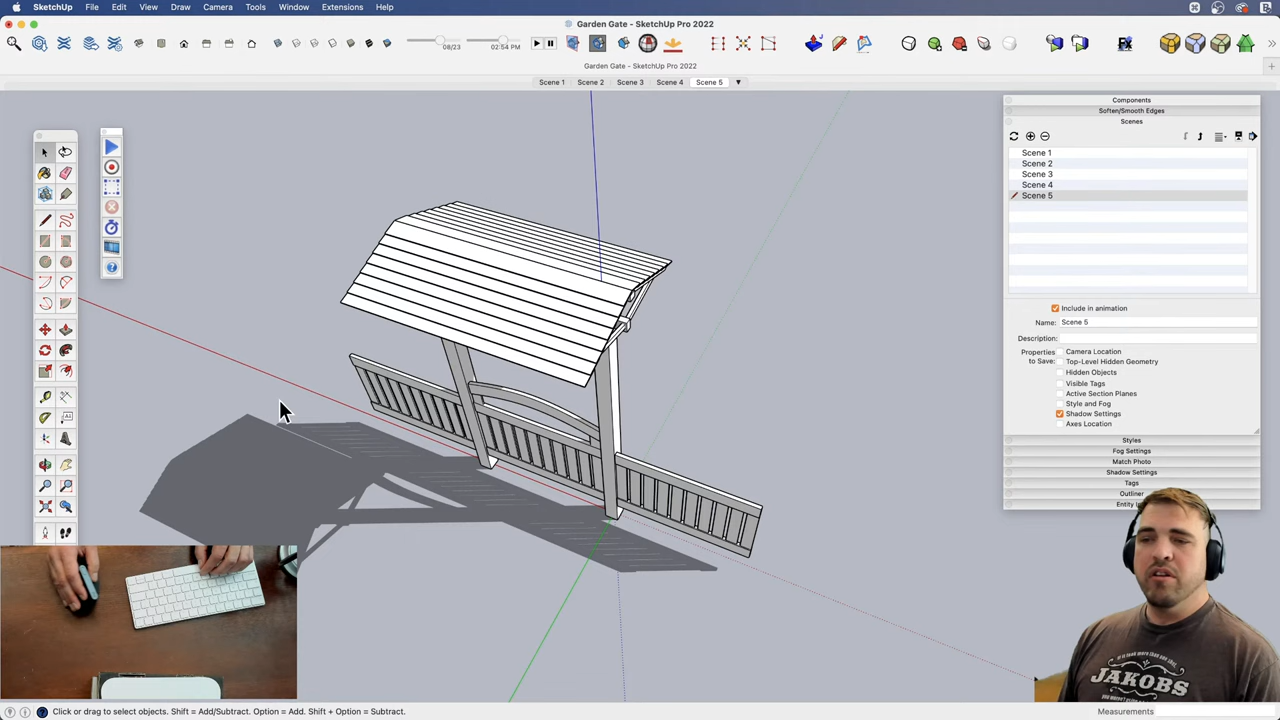 SketchUp File Edit View Draw Camera Tools Window Extensions Help
Garden Gate - SketchUp Pro 2022
08/23 02:54 PM
Garden Gate - SketchUp Pro 2022
Scene 1 Scene 2 Scene 3 Scene 4 Scene 5
Components
Soften/Smooth Edges
Scenes
Scene 1
Scene 2
Scene 3
Scene 4
Scene 5
Include in animation
Name: Scene 5
Description:
Properties to Save:
Camera Location
Top-Level Hidden Geometry
Hidden Objects
Visible Tags
Active Section Planes
Style and Fog
Shadow Settings
Axes Location
Styles
Fog Settings
Match Photo
Shadow Settings
Tags
Outliner
JAKOBS
Click or drag to select objects. Shift = Add/Subtract. Option = Add. Shift + Option = Subtract.
Measurements